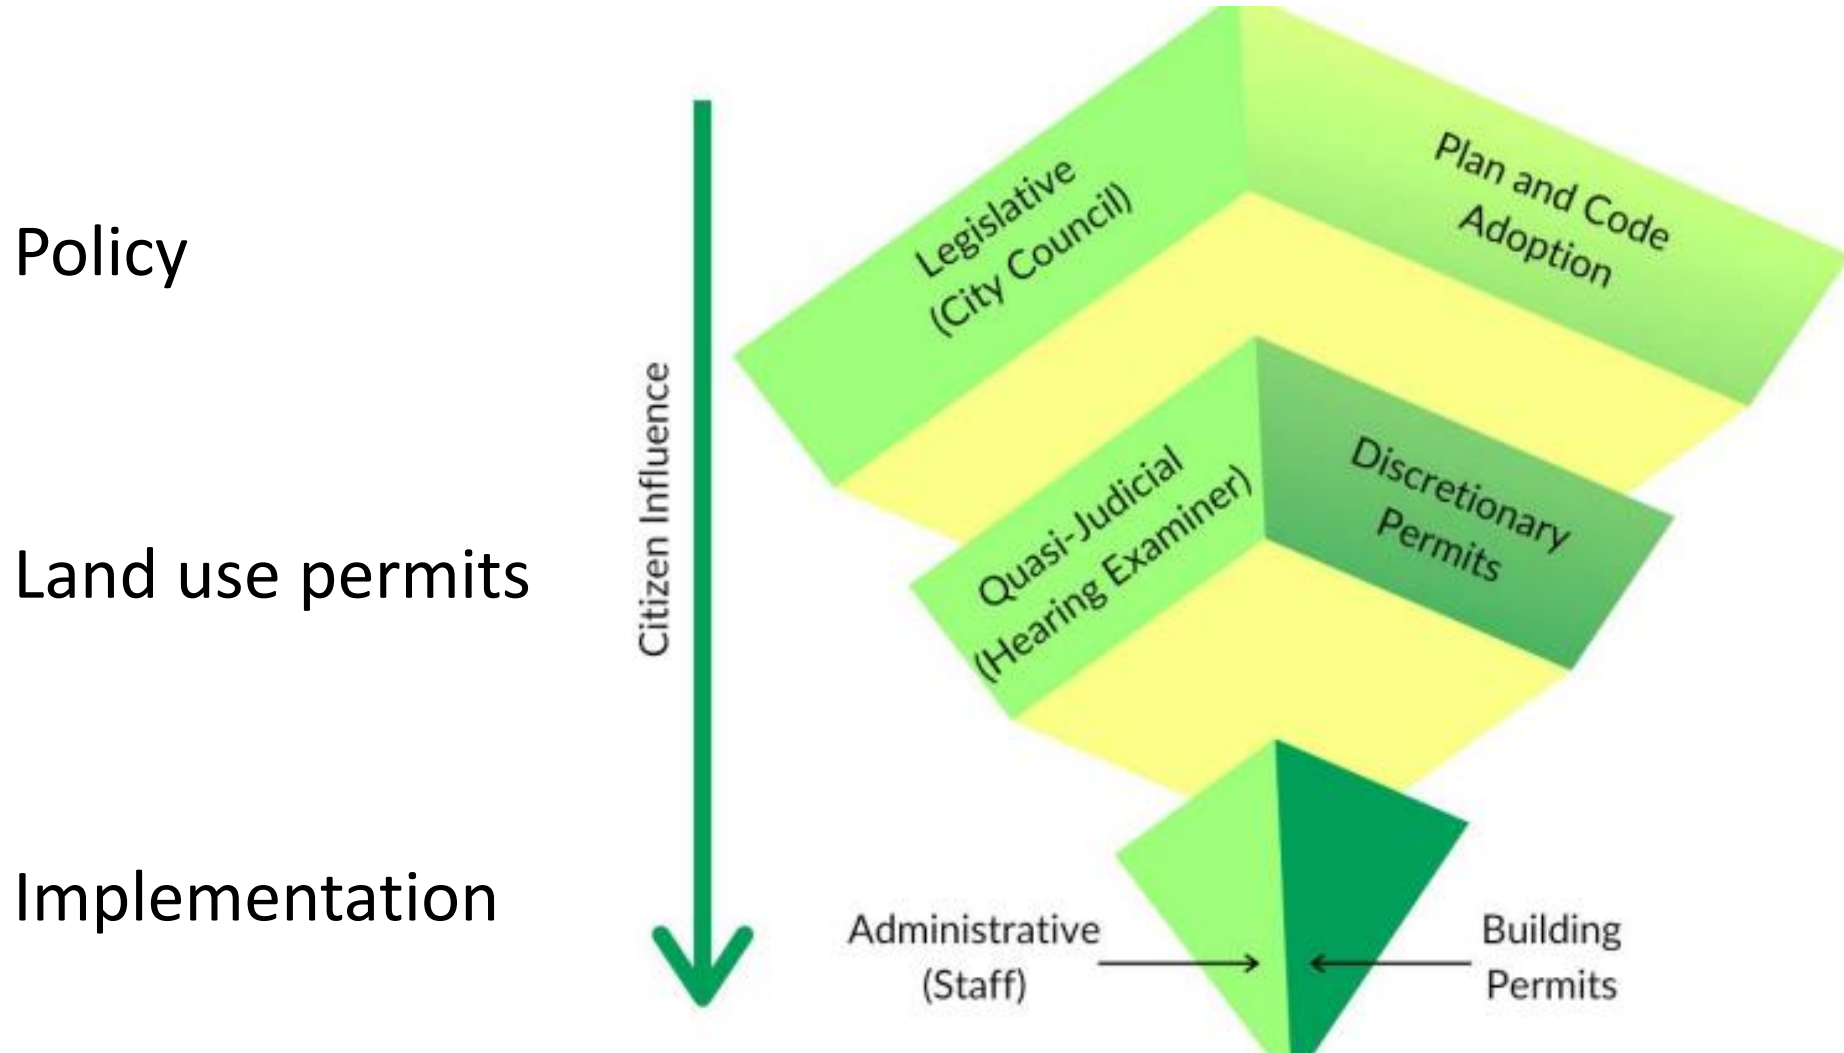 Policy
Land use permits
Implementation
Citizen Influence
Legislative
(City Council)
Plan and Code
Adoption
Quasi-Judicial
(Hearing Examiner)
Discretionary
Permits
Administrative
(Staff)
Building
Permits